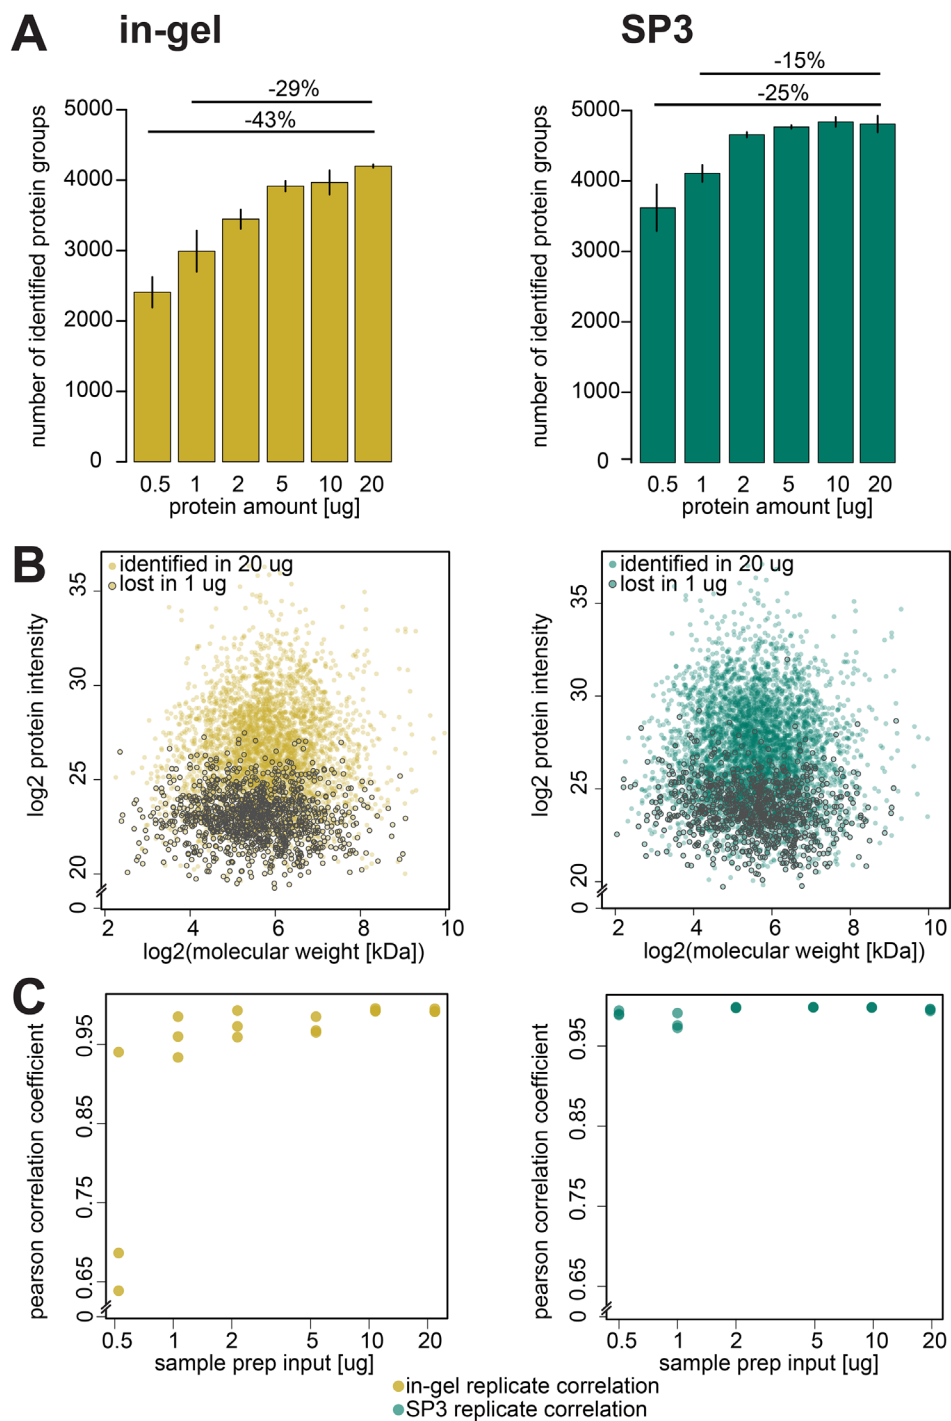 A in-gel SP3
-29%
-43%
number of identified protein groups
5000
4000
3000
2000
1000
0
0.5 1 2 5 10 20
protein amount [ug]
-15%
-25%
number of identified protein groups
5000
4000
3000
2000
1000
0
0.5 1 2 5 10 20
protein amount [ug]
B
identified in 20 ug
lost in 1 ug
log2 protein intensity
35
30
25
20
0
2 4 6 8 10
log2(molecular weight [kDa])
identified in 20 ug
lost in 1 ug
log2 protein intensity
35
30
25
20
0
2 4 6 8 10
log2(molecular weight [kDa])
C
pearson correlation coefficient
0.95
0.85
0.75
0.65
0
0.5 1 2 5 10 20
sample prep input [ug]
pearson correlation coefficient
0.95
0.85
0.75
0.65
0
0.5 1 2 5 10 20
sample prep input [ug]
in-gel replicate correlation
SP3 replicate correlation